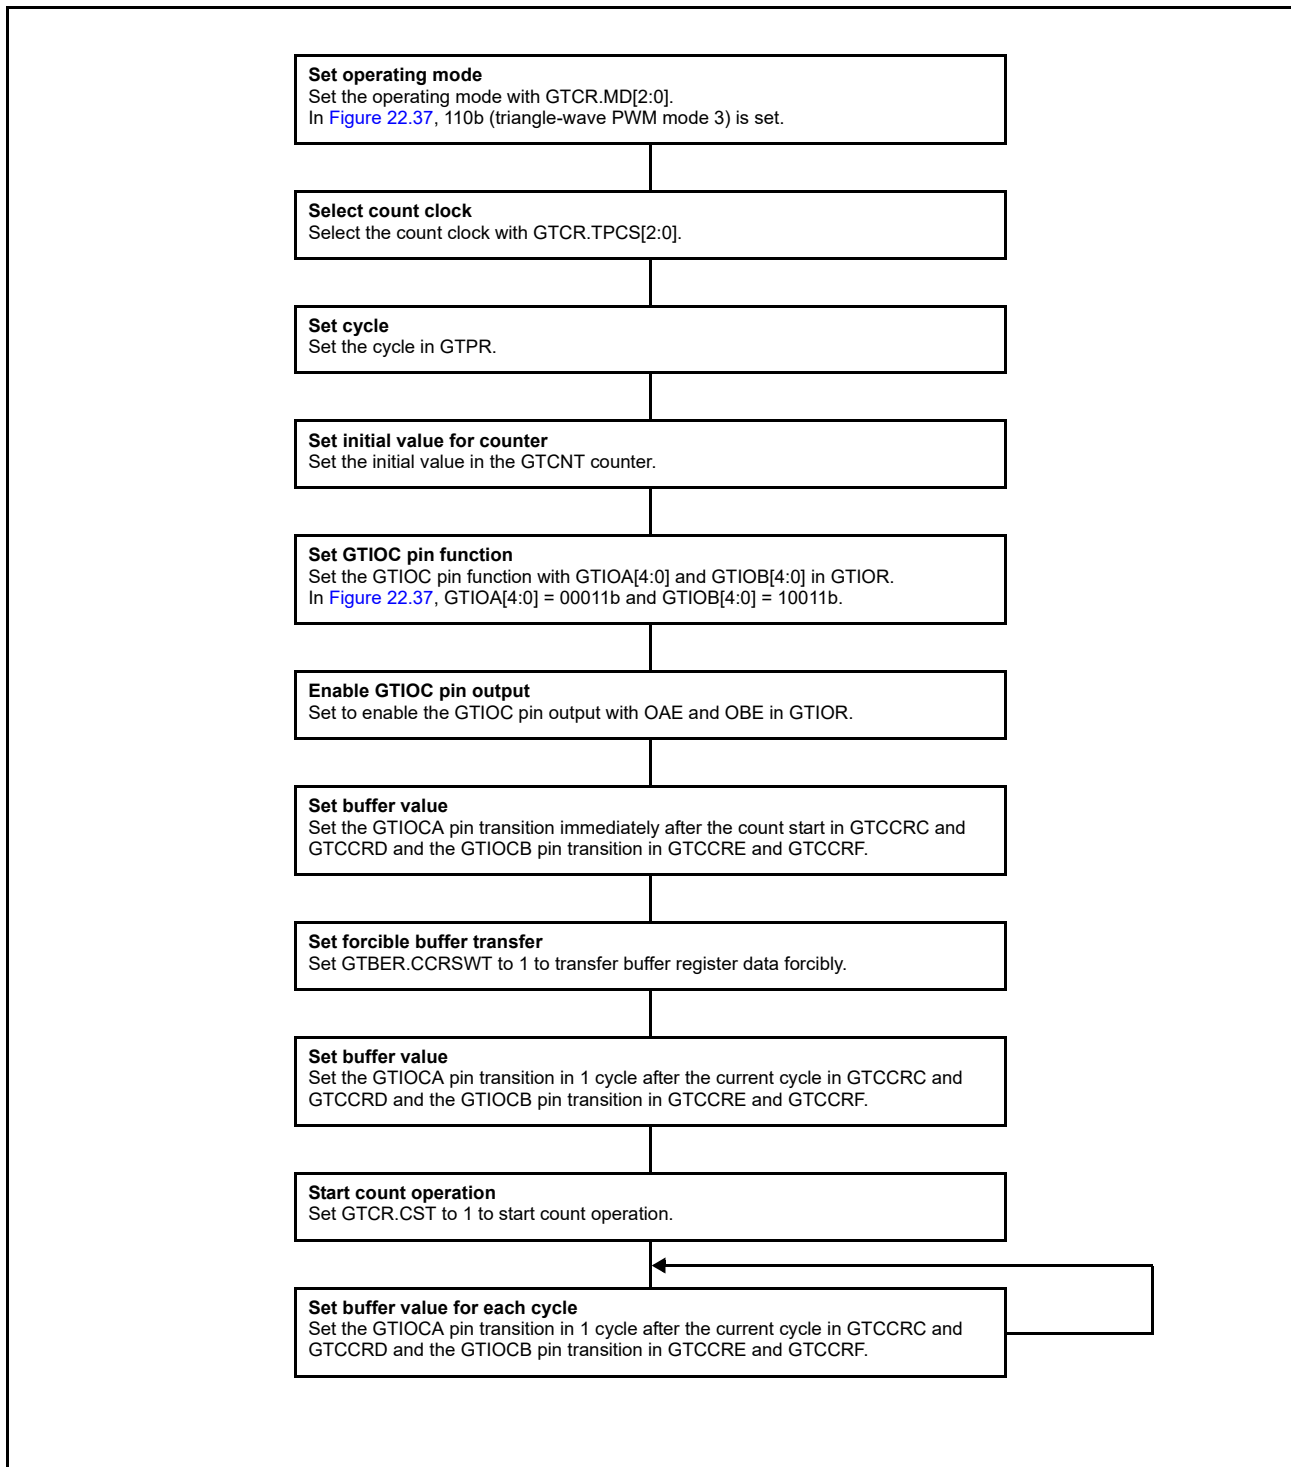 Set operating mode
Set the operating mode with GTCR.MD[2:0].
In Figure 22.37, 110b (triangle-wave PWM mode 3) is set.
Select count clock
Select the count clock with GTCR.TPCS[2:0].
Set cycle
Set the cycle in GTPR.
Set initial value for counter
Set the initial value in the GTCNT counter.
Set GTIOC pin function
Set the GTIOC pin function with GTIOA[4:0] and GTIOB[4:0] in GTIOR.
In Figure 22.37, GTIOA[4:0] = 00011b and GTIOB[4:0] = 10011b.
Enable GTIOC pin output
Set to enable the GTIOC pin output with OAE and OBE in GTIOR.
Set buffer value
Set the GTIOCA pin transition immediately after the count start in GTCCRC and
GTCCRD and the GTIOCB pin transition in GTCCRE and GTCCRF.
Set forcible buffer transfer
Set GTBER.CCRSWT to 1 to transfer buffer register data forcibly.
Set buffer value
Set the GTIOCA pin transition in 1 cycle after the current cycle in GTCCRC and
GTCCRD and the GTIOCB pin transition in GTCCRE and GTCCRF.
Start count operation
Set GTCR.CST to 1 to start count operation.
Set buffer value for each cycle
Set the GTIOCA pin transition in 1 cycle after the current cycle in GTCCRC and
GTCCRD and the GTIOCB pin transition in GTCCRE and GTCCRF.